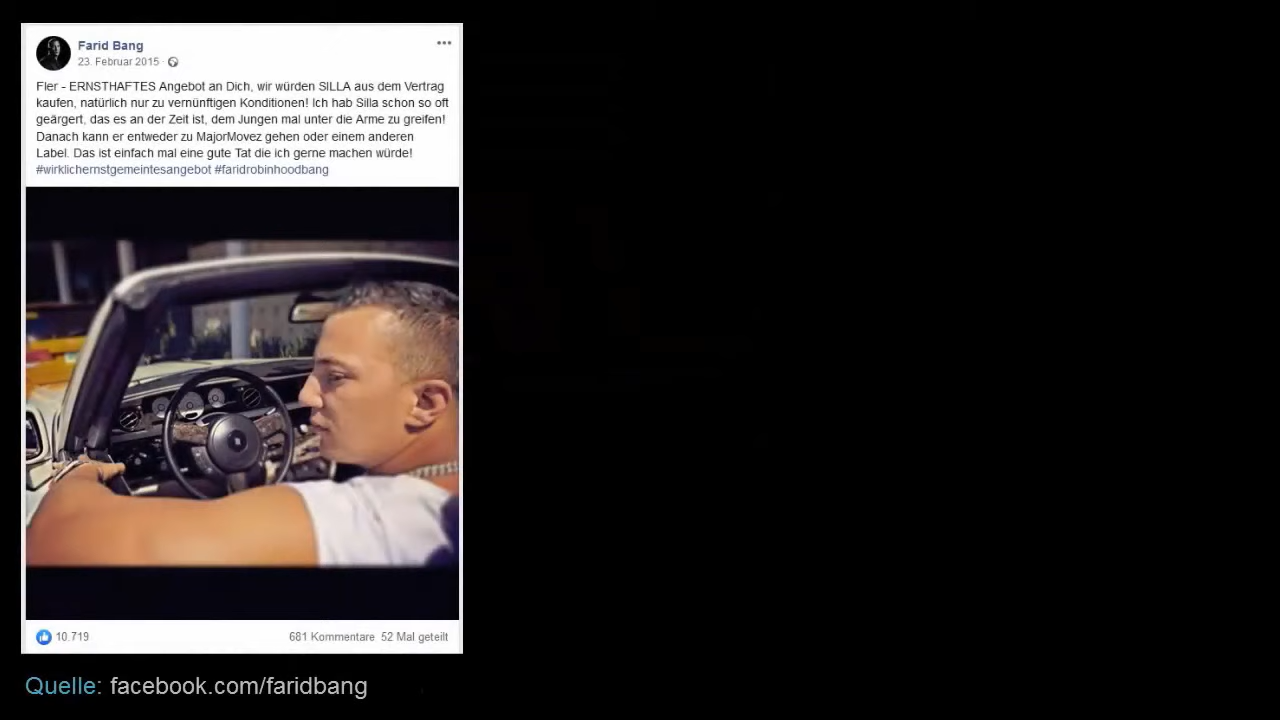 Farid Bang
23. Februar 2015 ·
Fler - ERNSTHAFTES Angebot an Dich, wir würden SILLA aus dem Vertrag
kaufen, natürlich nur zu vernünftigen Konditionen! Ich hab Silla schon so oft
geärgert, das es an der Zeit ist, dem Jungen mal unter die Arme zu greifen!
Danach kann er entweder zu MajorMovez gehen oder einem anderen
Label. Das ist einfach mal eine gute Tat die ich gerne machen würde!
#wirklichernstgemeintesangebot #faridrobinhoodbang
10.719 681 Kommentare 52 Mal geteilt
Quelle: facebook.com/faridbang